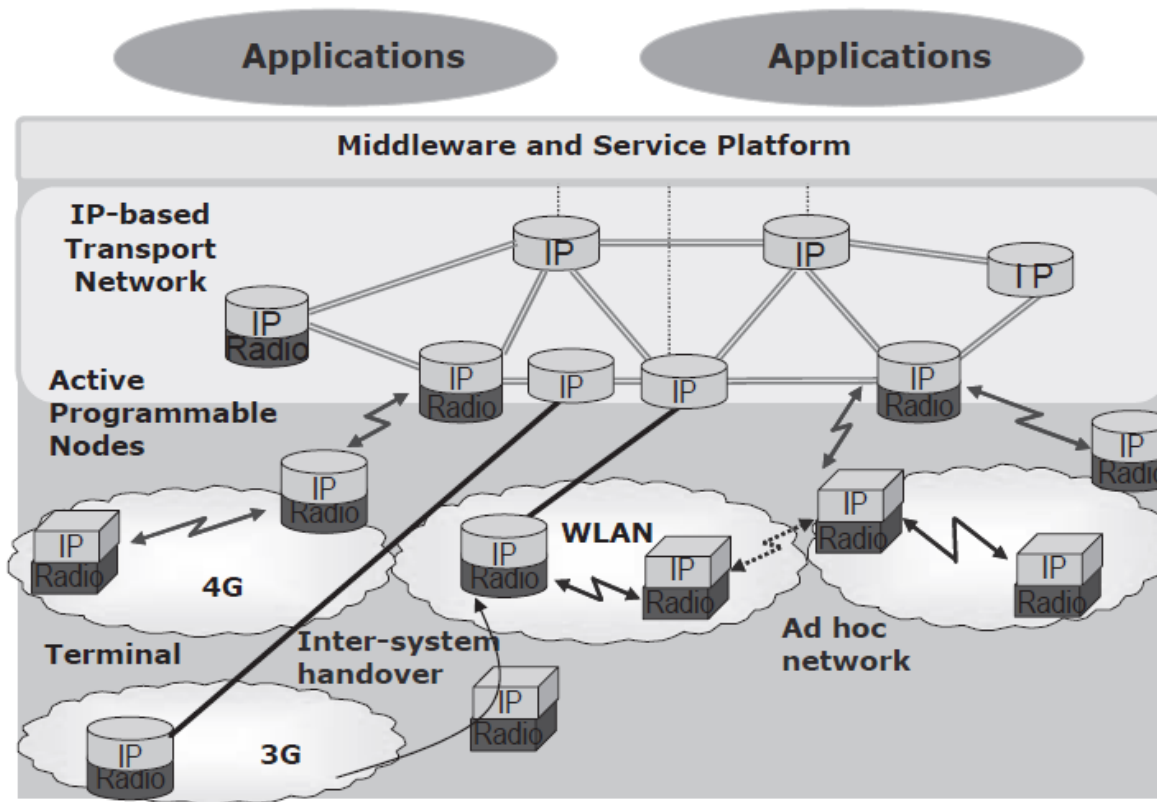 Applications
Applications
Middleware and Service Platform
IP-based
Transport
Network
IP
IP
I P
IP
Radio
IP
Radio
IP
IP
IP
Radio
Active
Programmable
Nodes
IP
Radio
IP
Radio
IP
Radio
4G
IP
Radio
WLAN
IP
Radio
IP
Radio
IP
Radio
Terminal
Inter-system
handover
Ad hoc
network
IP
Radio
IP
Radio
3G